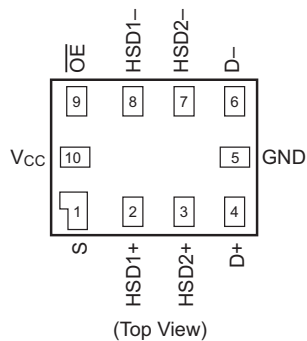 OE HSD1– HSD2– D–
9 8 7 6
VCC 10 5 GND
1 2 3 4
S HSD1+ HSD2+ D+
(Top View)